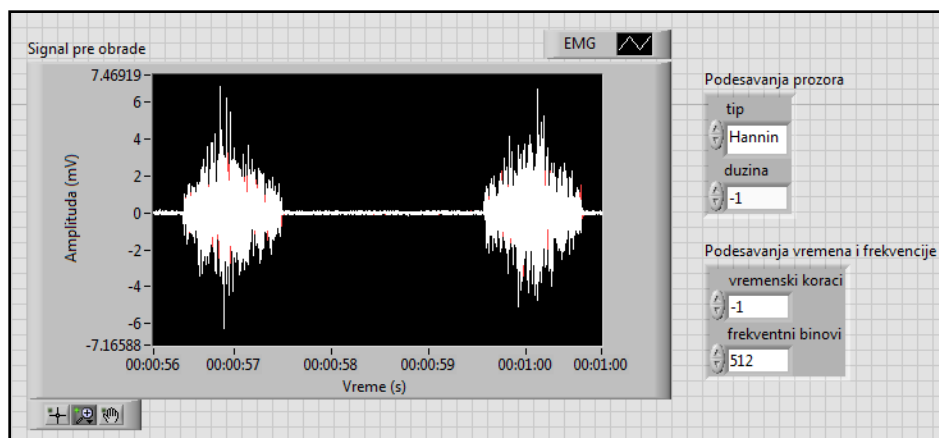 Signal pre obrade
EMG
7.46919
6
4
2
0
-2
-4
-6
-7.16588
Amplituda (mV)
00:00:56 00:00:57 00:00:58 00:00:59 00:01:00 00:01:00
Vreme (s)
Podesavanja prozora
tip
Hannin
duzina
-1
Podesavanja vremena i frekvencije
vremenski koraci
-1
frekventni binovi
512